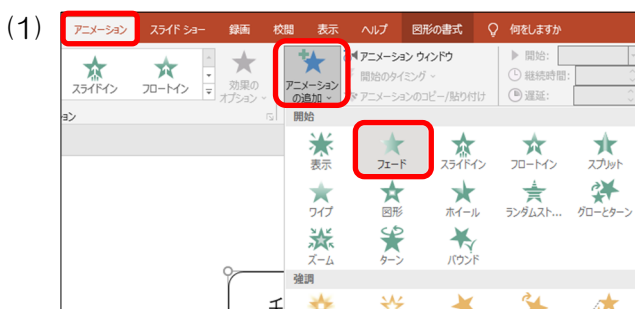 (1)
アニメーション スライド ショー 録画 校閲 表示 ヘルプ 図形の書式 何をしますか
スライドイン フロートイン 効果の
オプション アニメーション
の追加 アニメーション ウィンドウ
開始のタイミング
アニメーションのコピー/貼り付け
開始:
継続時間:
遅延:
ョン
開始
表示 フェード スライドイン フロートイン スプリット
ワイプ 図形 ホイール ランダムスト... グローとターン
ズーム ターン バウンド
強調
チ